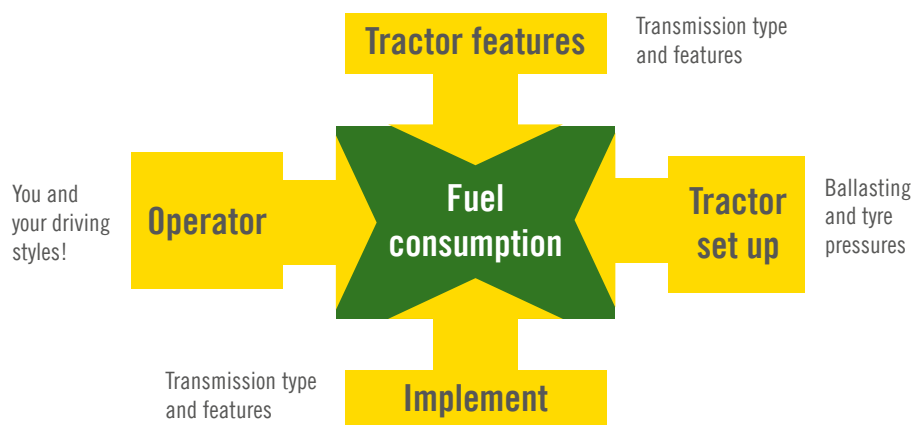 Tractor features
Transmission type
and features
You and
your driving
styles!
Operator
Fuel
consumption
Tractor
set up
Ballasting
and tyre
pressures
Transmission type
and features
Implement